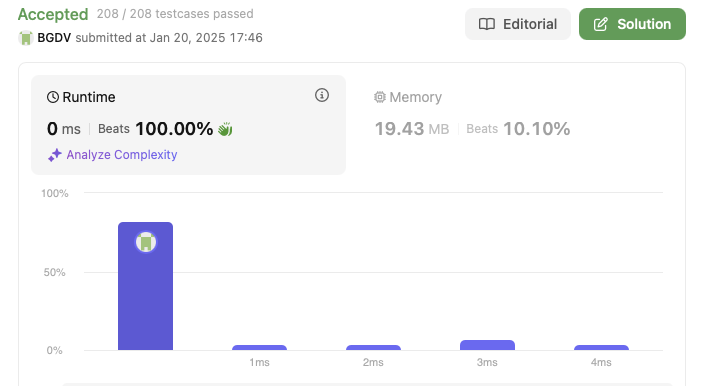 Accepted 208 / 208 testcases passed
BGDV submitted at Jan 20, 2025 17:46
Editorial
Solution
Runtime
0 ms | Beats 100.00%
Analyze Complexity
Memory
19.43 MB | Beats 10.10%
100%
50%
0%
1ms 2ms 3ms 4ms